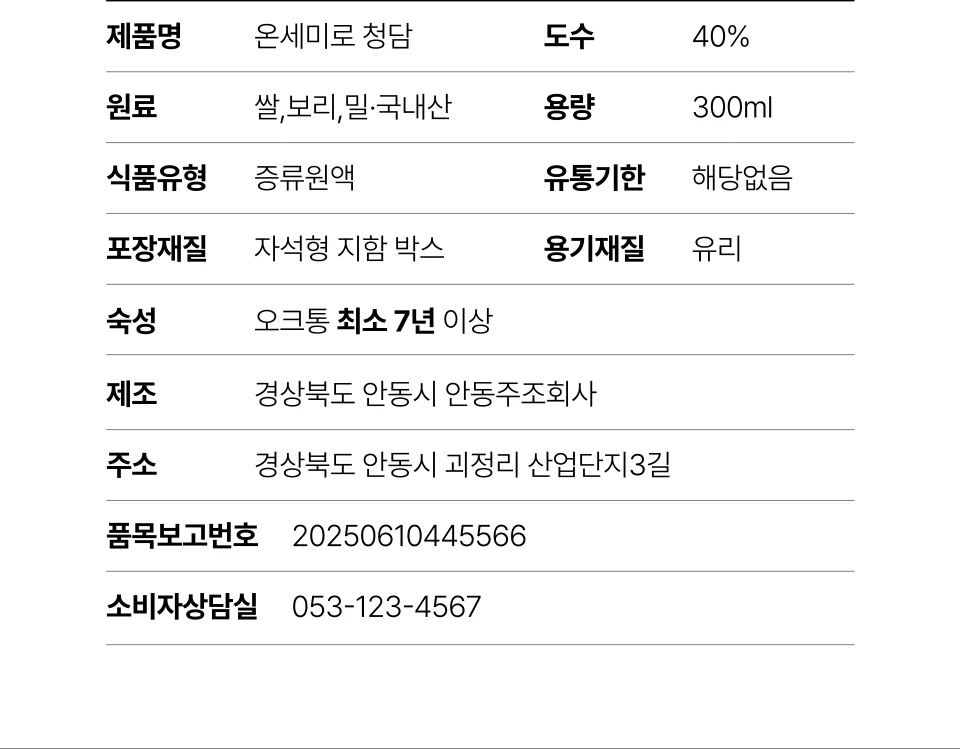 제품명 온세미로 청담 도수 40%
원료 쌀,보리,밀·국내산 용량 300ml
식품유형 증류원액 유통기한 해당없음
포장재질 자석형 지함 박스 용기재질 유리
숙성 오크통 최소 7년 이상
제조 경상북도 안동시 안동주조회사
주소 경상북도 안동시 괴정리 산업단지3길
품목보고번호 20250610445566
소비자상담실 053-123-4567